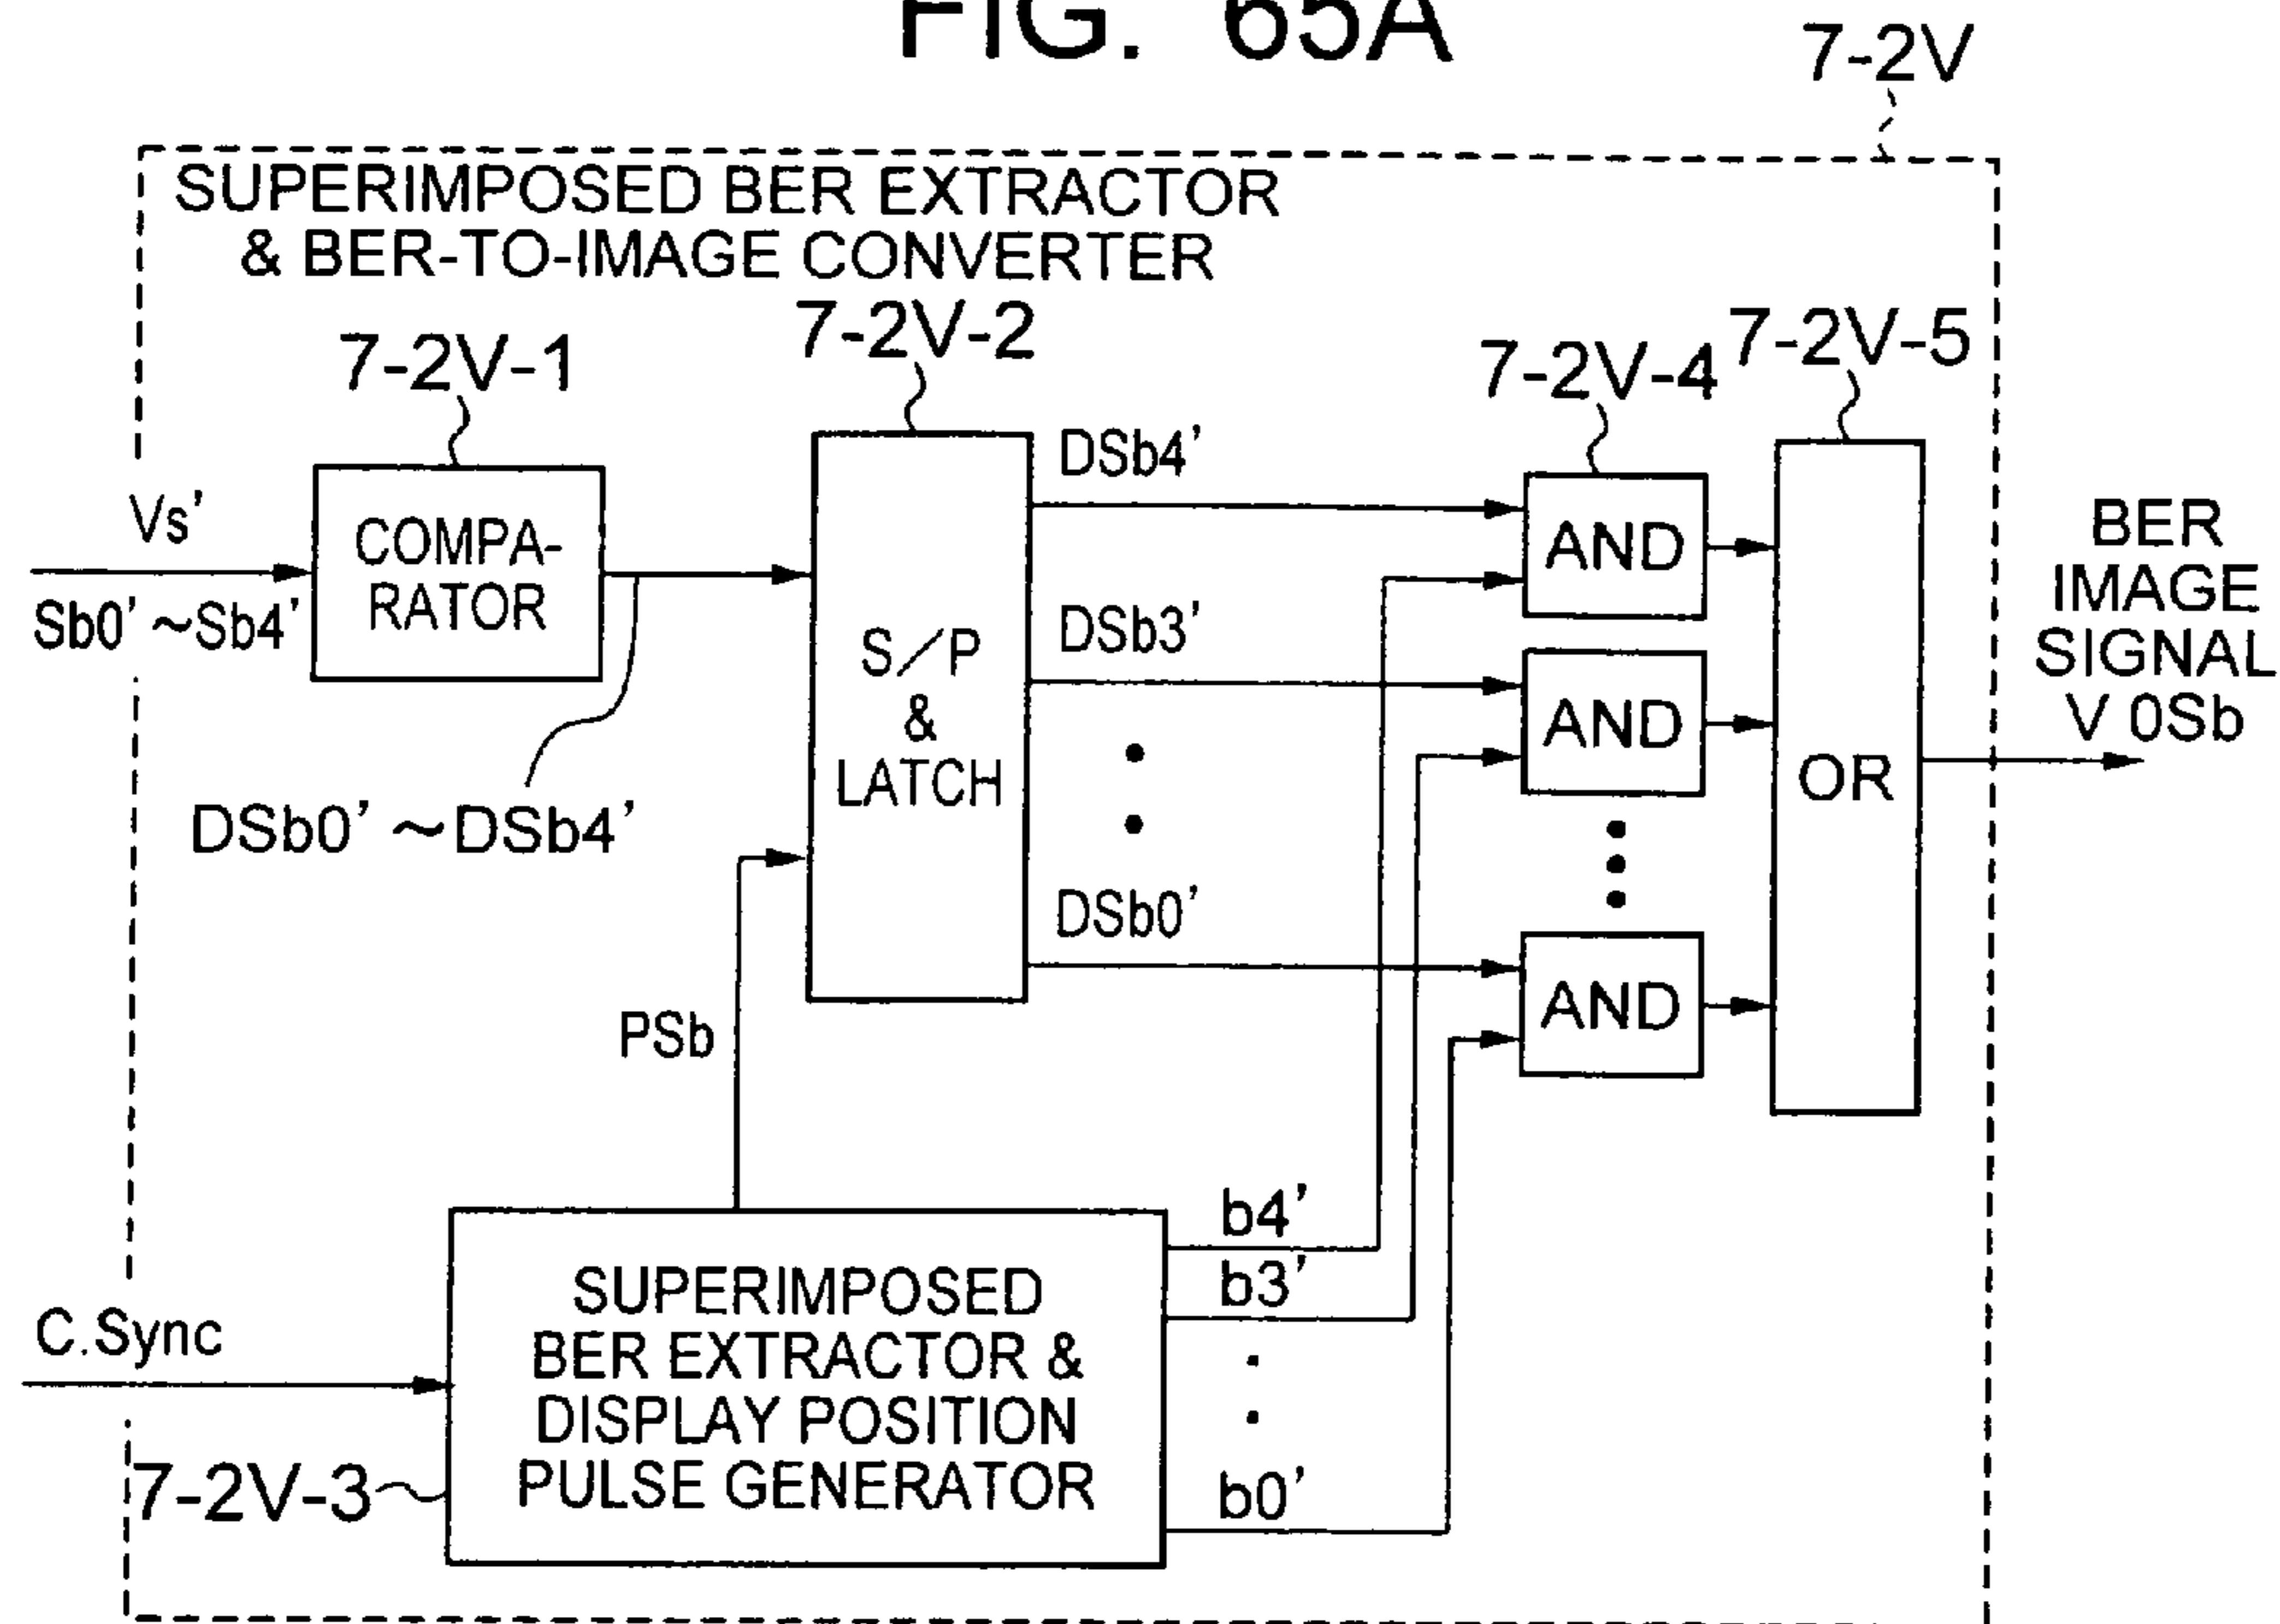 FIG. 65A
7-2V
SUPERIMPOSED BER EXTRACTOR
& BER-TO-IMAGE CONVERTER
7-2V-1
7-2V-2
7-2V-4
7-2V-5
Vs'
Sb0' ~Sb4'
COMPA-
RATOR
DSb0' ~DSb4'
S/P
&
LATCH
DSb4'
DSb3'
DSb0'
AND
AND
AND
OR
BER
IMAGE
SIGNAL
V 0Sb
PSb
C.Sync
7-2V-3
SUPERIMPOSED
BER EXTRACTOR &
DISPLAY POSITION
PULSE GENERATOR
b4'
b3'
b0'